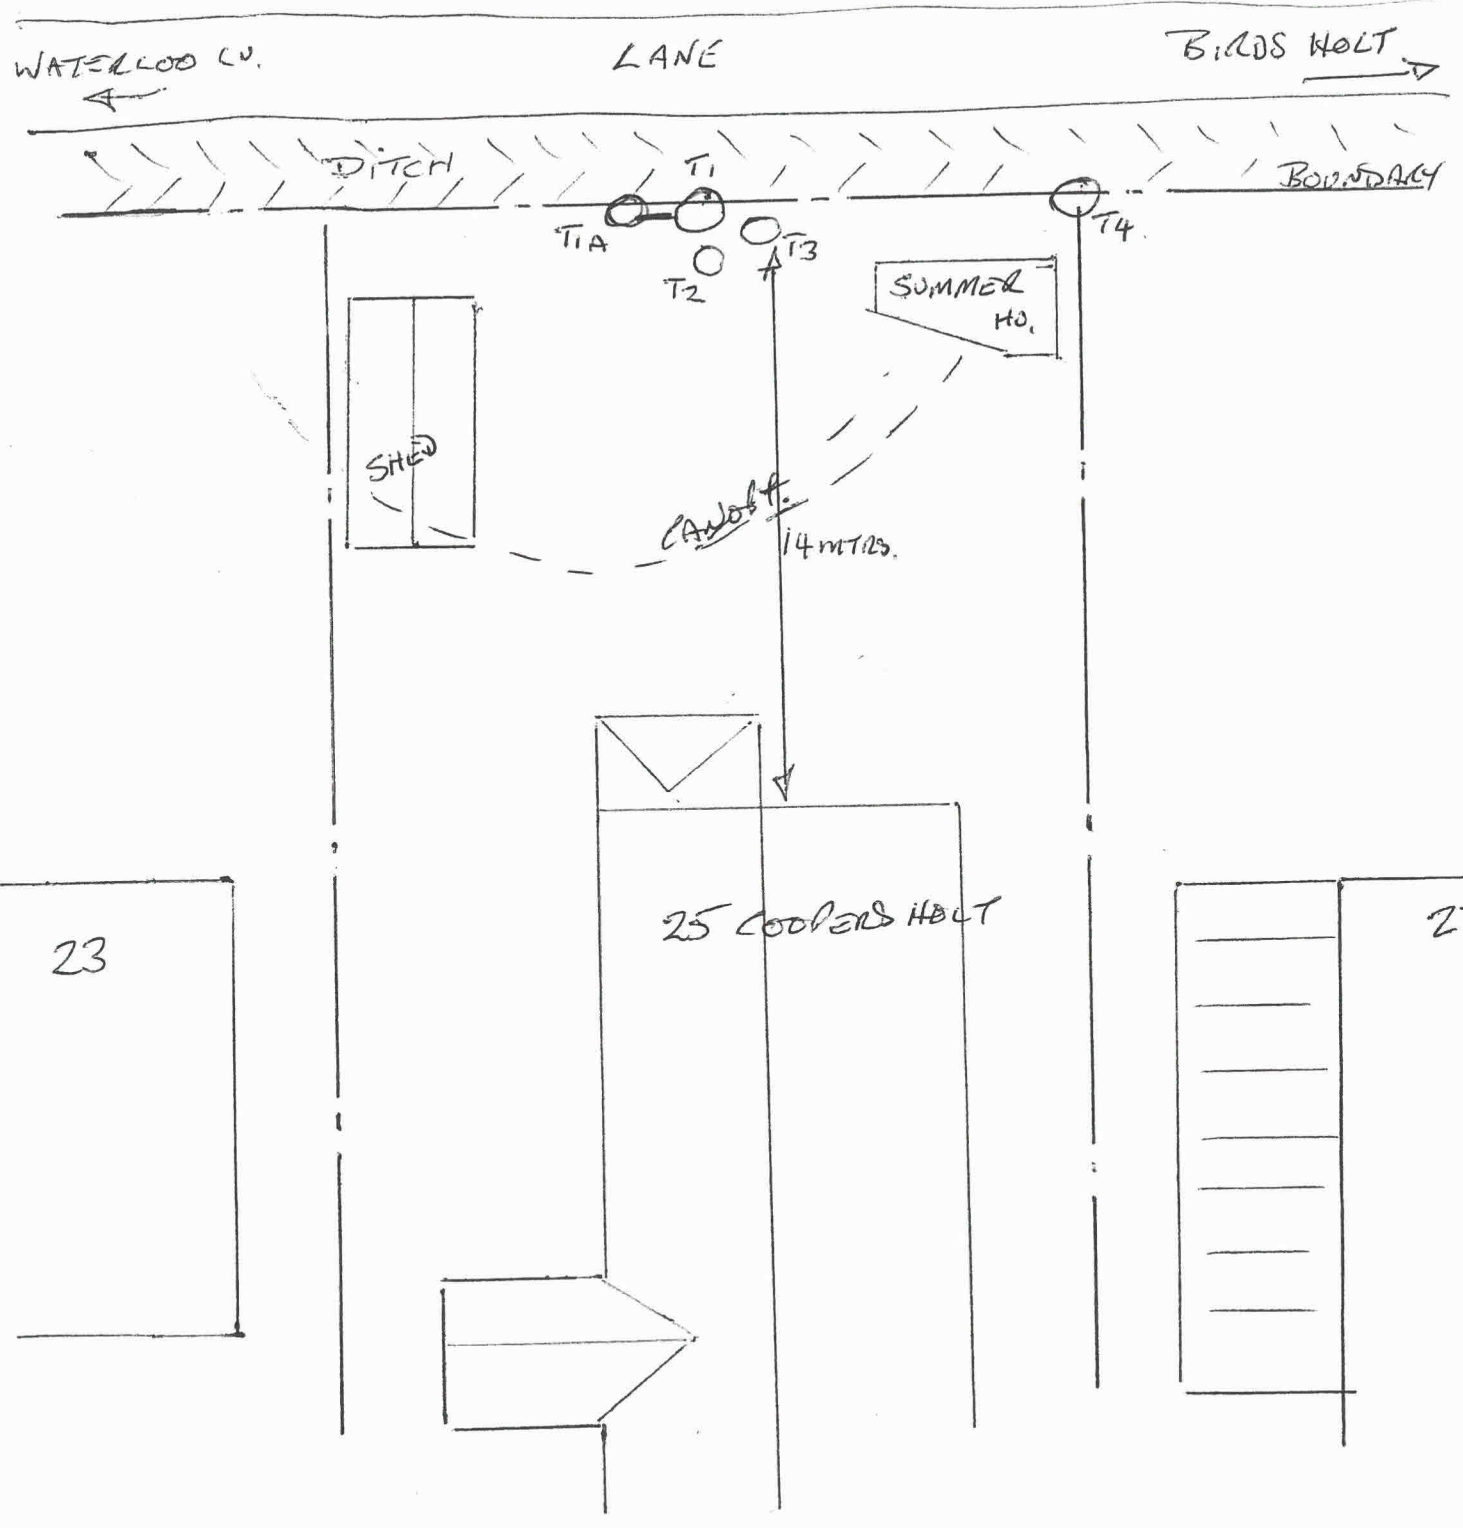 WATERLOO LN.
LANE
BIRDS HOLT
DITCH
T1
BOUNDARY
T1A
T3
T4.
T2
SUMMER
HO.
SHED
CANOPY.
14 MTRS.
25 COOPERS HOLT
23